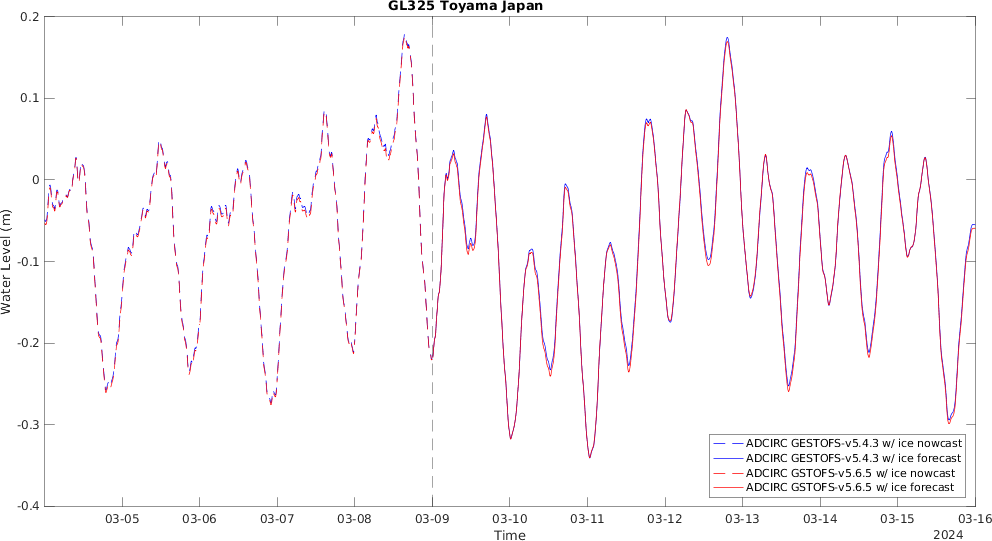 GL325 Toyama Japan
0.2
0.1
0
-0.1
-0.2
-0.3
-0.4
Water Level (m)
ADCIRC GESTOFS-v5.4.3 w/ ice nowcast
ADCIRC GESTOFS-v5.4.3 w/ ice forecast
ADCIRC GSTOFS-v5.6.5 w/ ice nowcast
ADCIRC GSTOFS-v5.6.5 w/ ice forecast
03-05 03-06 03-07 03-08 03-09 03-10 03-11 03-12 03-13 03-14 03-15 03-16
Time
2024